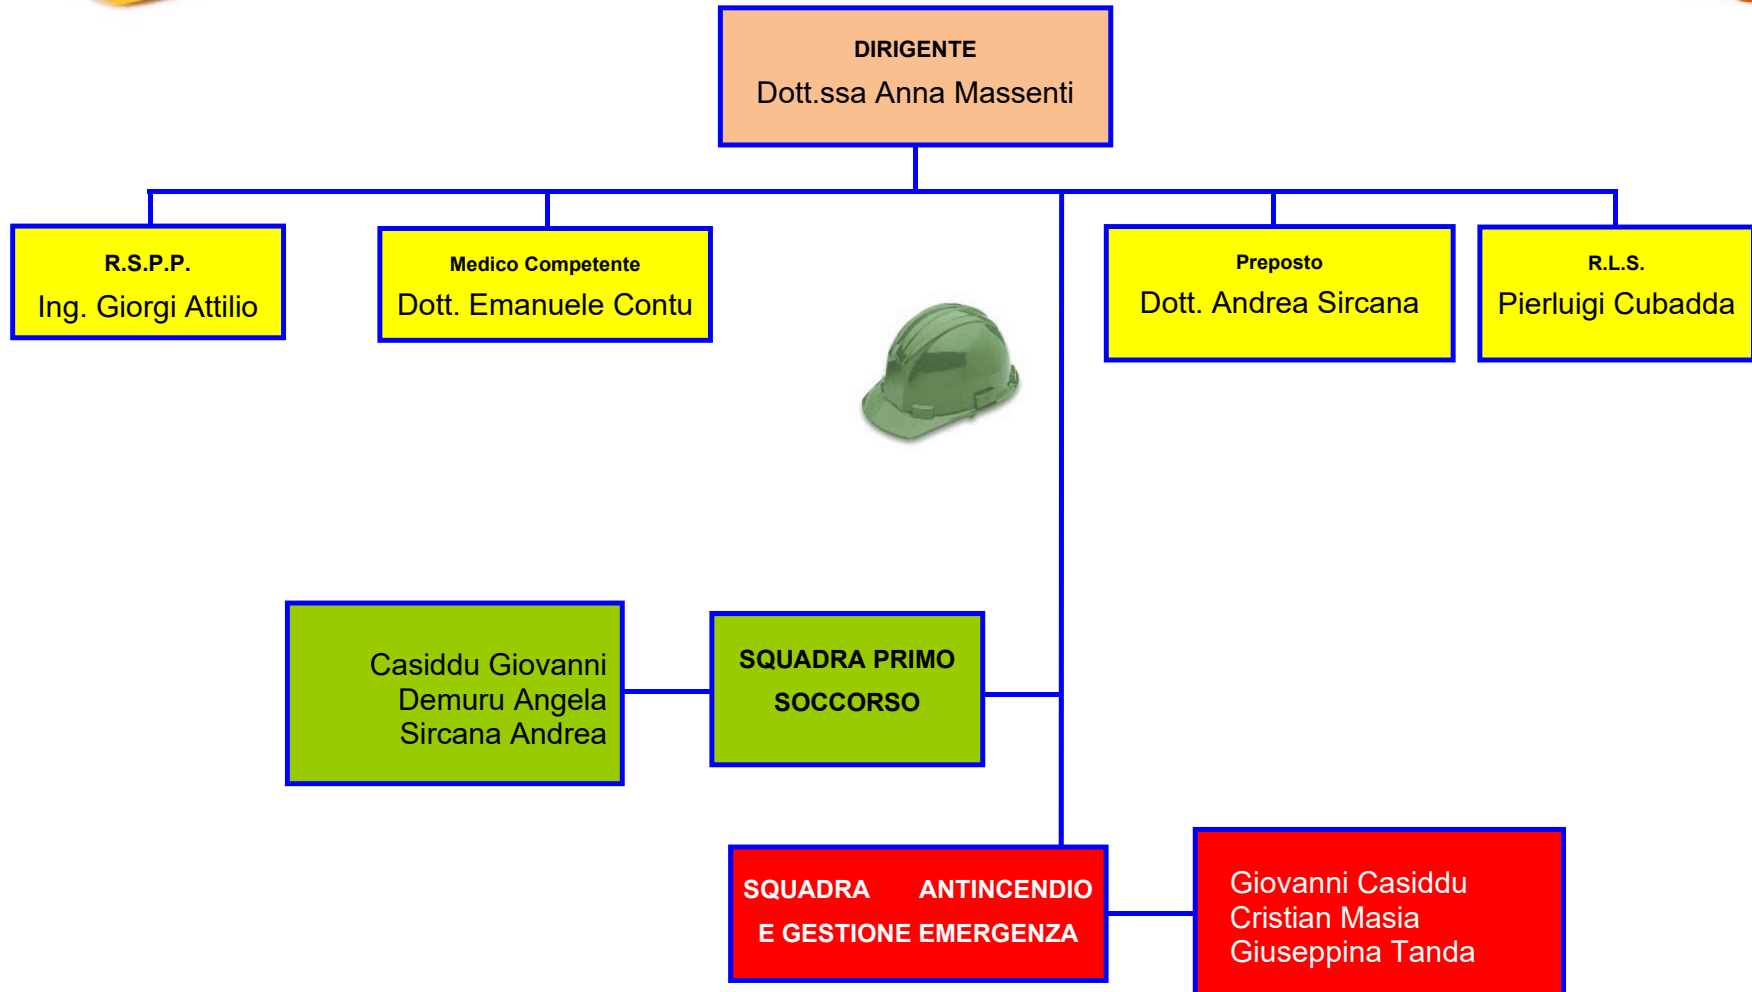 DIRIGENTE
Dott.ssa Anna Massenti
R.S.P.P.
Ing. Giorgi Attilio
Medico Competente
Dott. Emanuele Contu
Preposto
Dott. Andrea Sircana
R.L.S.
Pierluigi Cubadda
Casiddu Giovanni
Demuru Angela
Sircana Andrea
SQUADRA PRIMO
SOCCORSO
SQUADRA ANTINCENDIO
E GESTIONE EMERGENZA
Giovanni Casiddu
Cristian Masia
Giuseppina Tanda